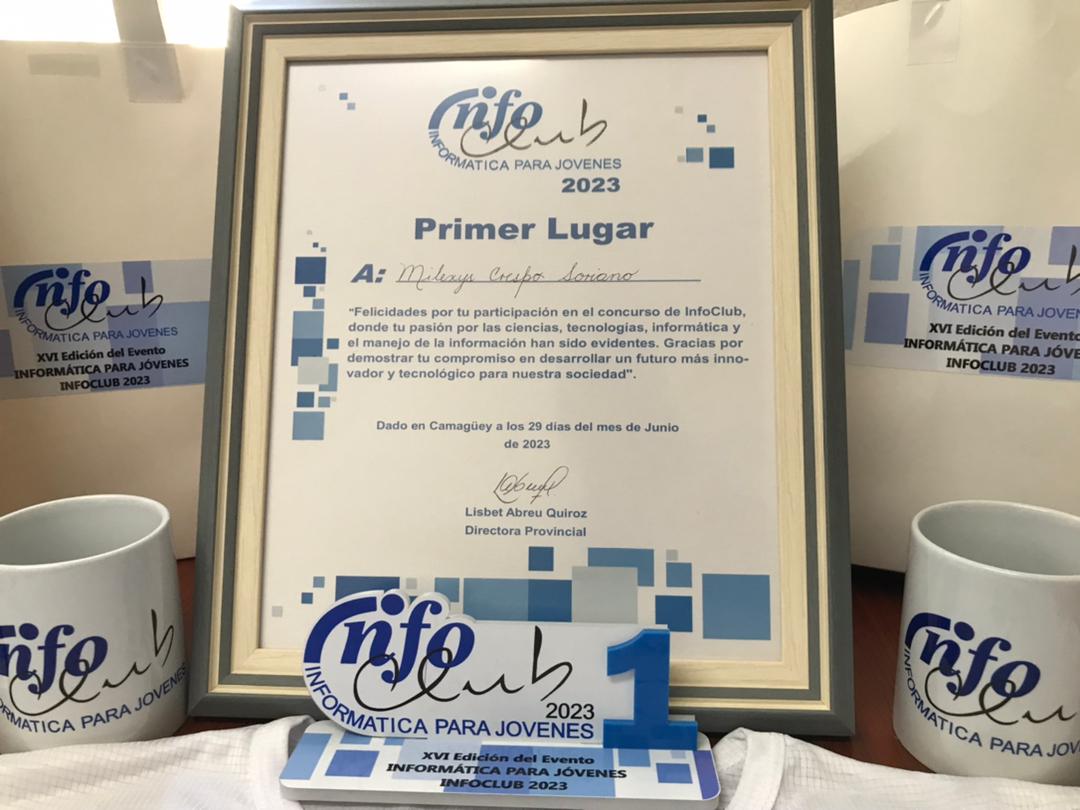 Info
Club
INFORMATICA PARA JOVENES
2023
Primer Lugar
A: Milexys Crespo Soriano
"Felicidades por tu participación en el concurso de InfoClub,
donde tu pasión por las ciencias, tecnologías, informática y
el manejo de la información han sido evidentes. Gracias por
demostrar tu compromiso en desarrollar un futuro más inno-
vador y tecnológico para nuestra sociedad".
Dado en Camagüey a los 29 días del mes de Junio
de 2023
Lisbet Abreu Quiroz
Directora Provincial
Info
Club
INFORMATICA PARA JOVENES
XVI Edición del Evento
INFORMÁTICA PARA JÓVENES
INFOCLUB 2023
Info
Club
INFORMATICA PARA JOVENES
XVI Edición del Evento
INFORMÁTICA PARA JÓVE
INFOCLUB 2023
Info
Club
INFORMATICA PARA JOVENES
Info
Club
2023
INFORMATICA PARA JOVENES
1
XVI Edición del Evento
INFORMÁTICA PARA JÓVENES
INFOCLUB 2023
Info
Clu
INFORMATICA PARA JOV